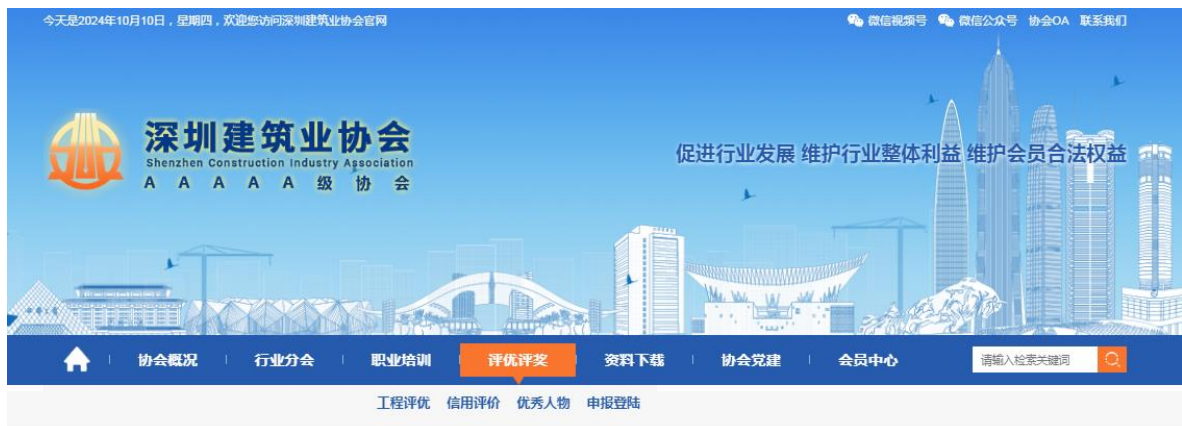 今天是2024年10月10日，星期四，欢迎您访问深圳建筑业协会官网
微信视频号 微信公众号 协会OA 联系我们
深圳建筑业协会
Shenzhen Construction Industry Association
AAAAA级协会
促进行业发展 维护行业整体利益 维护会员合法权益
协会概况 行业分会 职业培训 评优评奖 资料下载 协会党建 会员中心 请输入检索关键词
工程评优 信用评价 优秀人物 申报登陆